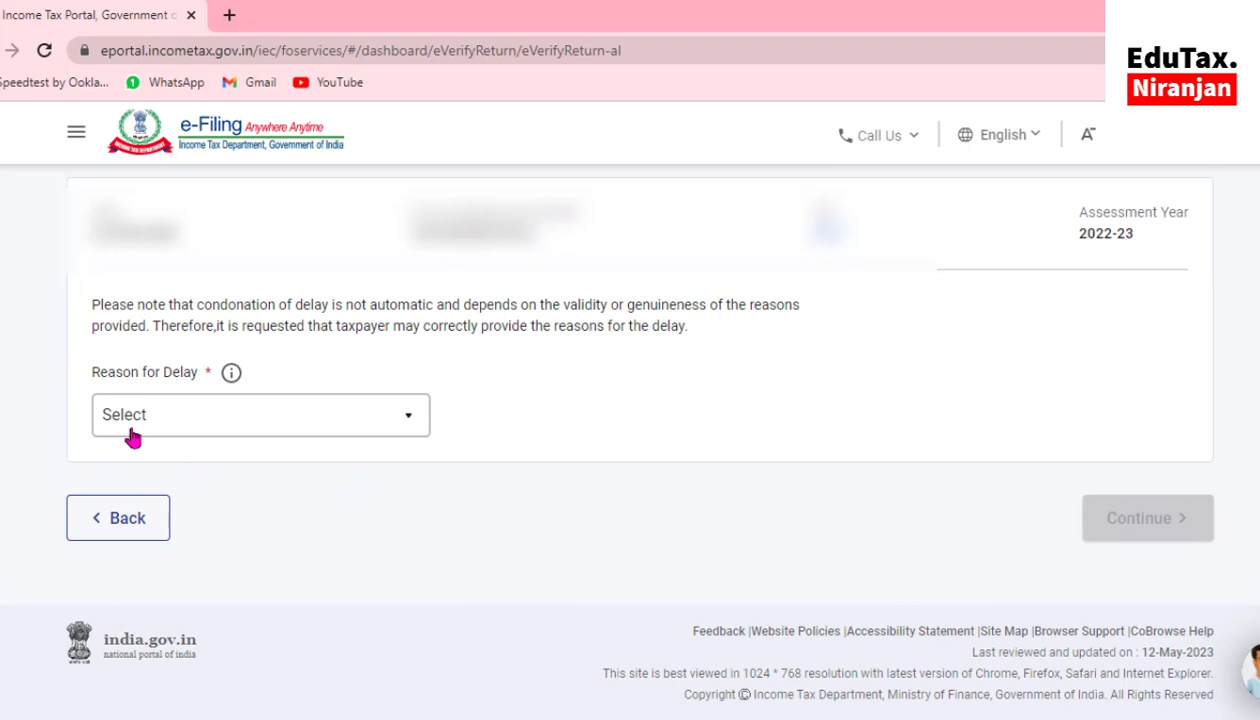 Income Tax Portal, Government o
eportal.incometax.gov.in/iec/foservices/#/dashboard/eVerifyReturn/eVerifyReturn-al
Speedtest by Ookla...
1
WhatsApp
Gmail
YouTube
EduTax.
Niranjan
e-Filing Anywhere Anytime
Income Tax Department, Government of India
Call Us
English
A
Assessment Year
2022-23
Please note that condonation of delay is not automatic and depends on the validity or genuineness of the reasons
provided. Therefore,it is requested that taxpayer may correctly provide the reasons for the delay.
Reason for Delay *
Select
Back
Continue
india.gov.in
national portal of india
Feedback |Website Policies |Accessibility Statement |Site Map |Browser Support |CoBrowse Help
Last reviewed and updated on : 12-May-2023
This site is best viewed in 1024 * 768 resolution with latest version of Chrome, Firefox, Safari and Internet Explorer.
Copyright © Income Tax Department, Ministry of Finance, Government of India. All Rights Reserved